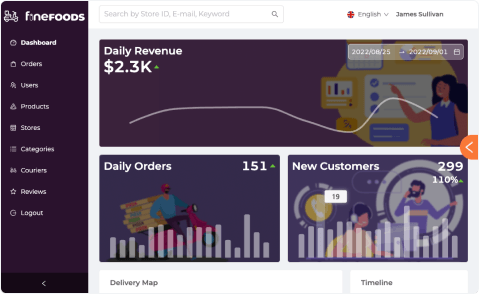 finefoods
Search by Store ID, E-mail, Keyword
English
James Sullivan
Dashboard
Orders
Users
Products
Stores
Categories
Couriers
Reviews
Logout
Daily Revenue
$2.3K
2022/08/25 → 2022/09/01
Daily Orders
151
New Customers
299
110%
19
Delivery Map
Timeline